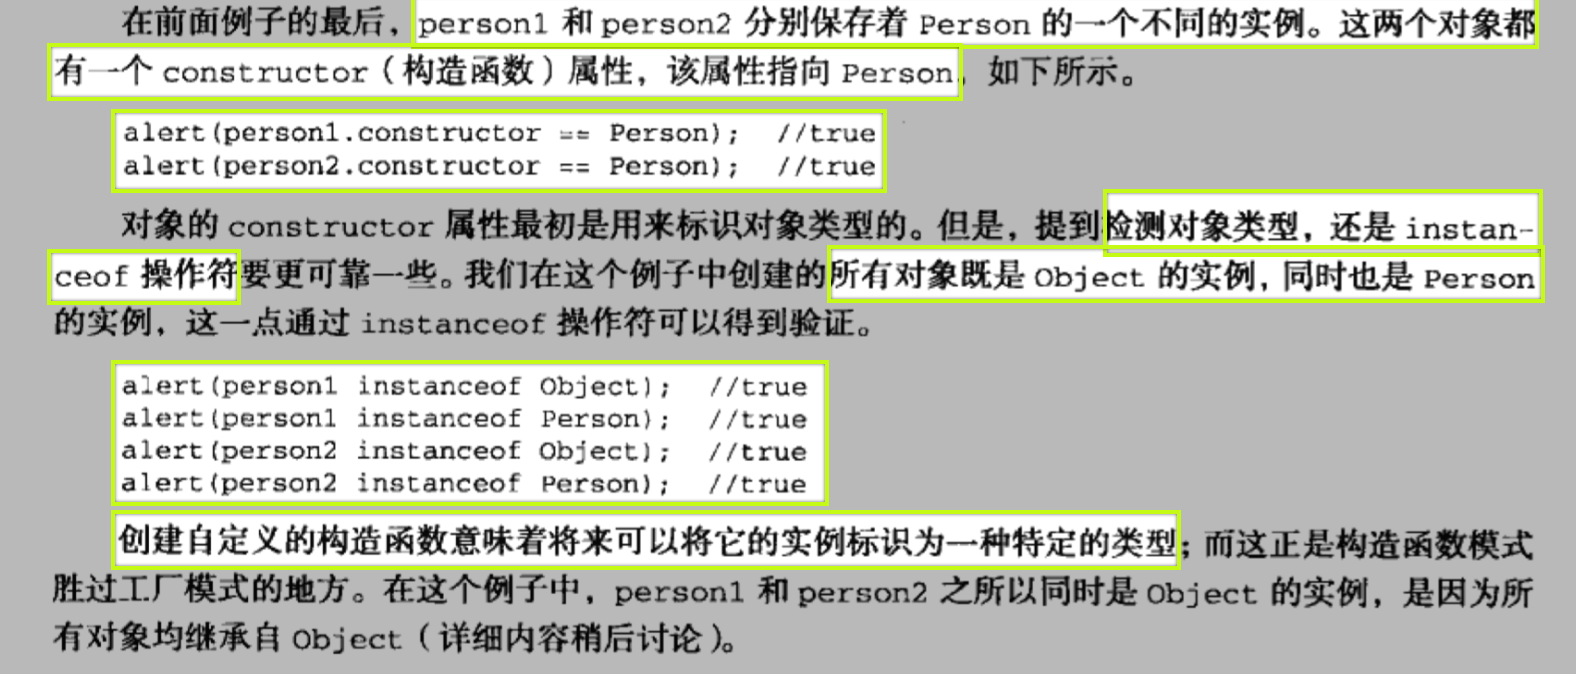 在前面例子的最后，person1 和 person2 分别保存着 Person 的一个不同的实例。这两个对象都
有一个 constructor（构造函数）属性，该属性指向 Person，如下所示。
alert(person1.constructor == Person);  //true
alert(person2.constructor == Person);  //true
对象的 constructor 属性最初是用来标识对象类型的。但是，提到检测对象类型，还是 instan-
ceof 操作符要更可靠一些。我们在这个例子中创建的所有对象既是 Object 的实例，同时也是 Person
的实例，这一点通过 instanceof 操作符可以得到验证。
alert(person1 instanceof Object);  //true
alert(person1 instanceof Person);  //true
alert(person2 instanceof Object);  //true
alert(person2 instanceof Person);  //true
创建自定义的构造函数意味着将来可以将它的实例标识为一种特定的类型；而这正是构造函数模式
胜过工厂模式的地方。在这个例子中，person1 和 person2 之所以同时是 Object 的实例，是因为所
有对象均继承自 Object（详细内容稍后讨论）。